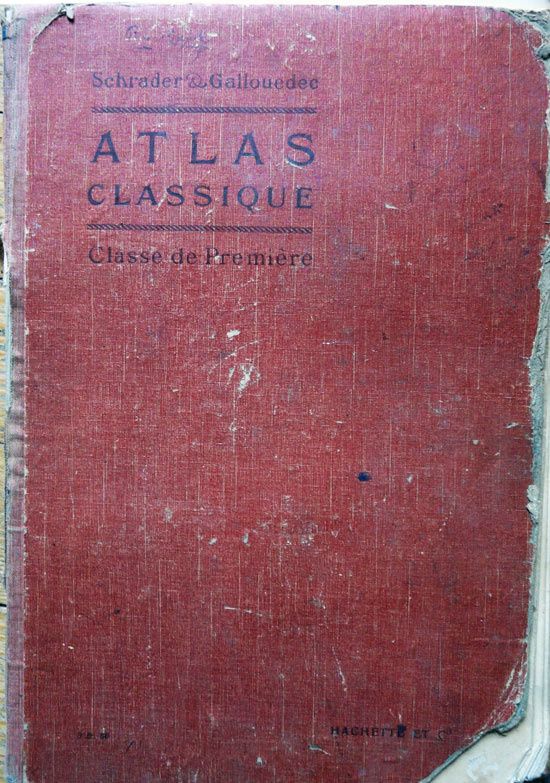 Schrader & Gallouédec
ATLAS
CLASSIQUE
Classe de Première
HACHETTE ET Cⁱᵉ